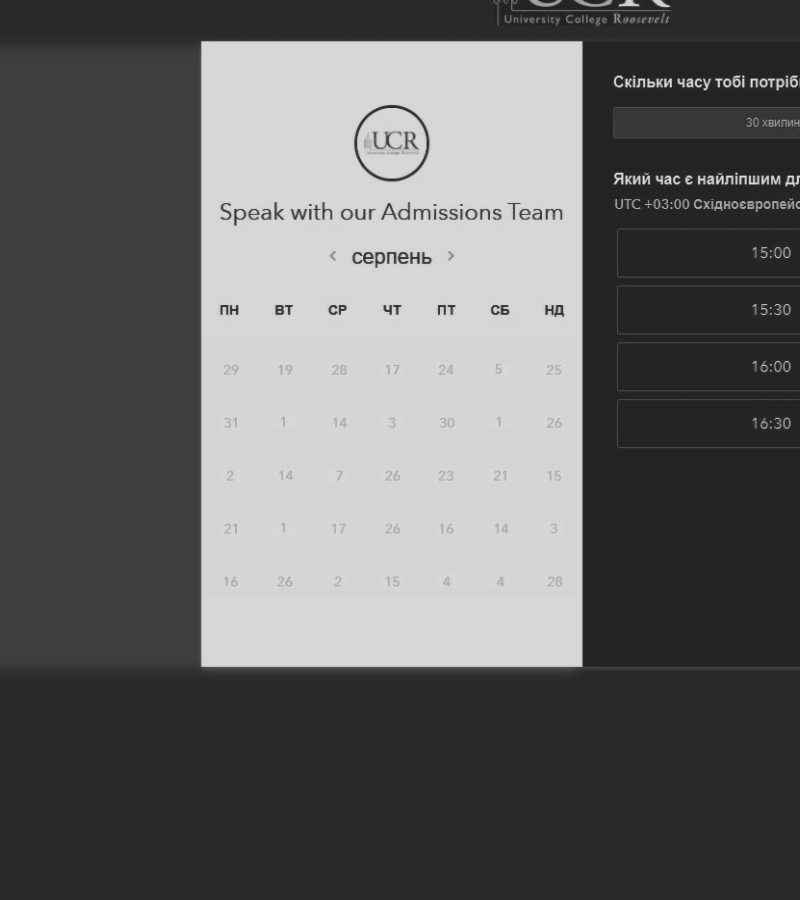 UCR
University College Roosevelt
UCR
Speak with our Admissions Team
серпень
ПН ВТ СР ЧТ ПТ СБ НД
29 19 28 17 24 5 25
31 1 14 3 30 1 26
2 14 7 26 23 21 15
21 1 17 26 16 14 3
16 26 2 15 4 4 28
Скільки часу тобі
30 хвилин
Який час є найліпшим
UTC +03:00
15:00
15:30
16:00
16:30